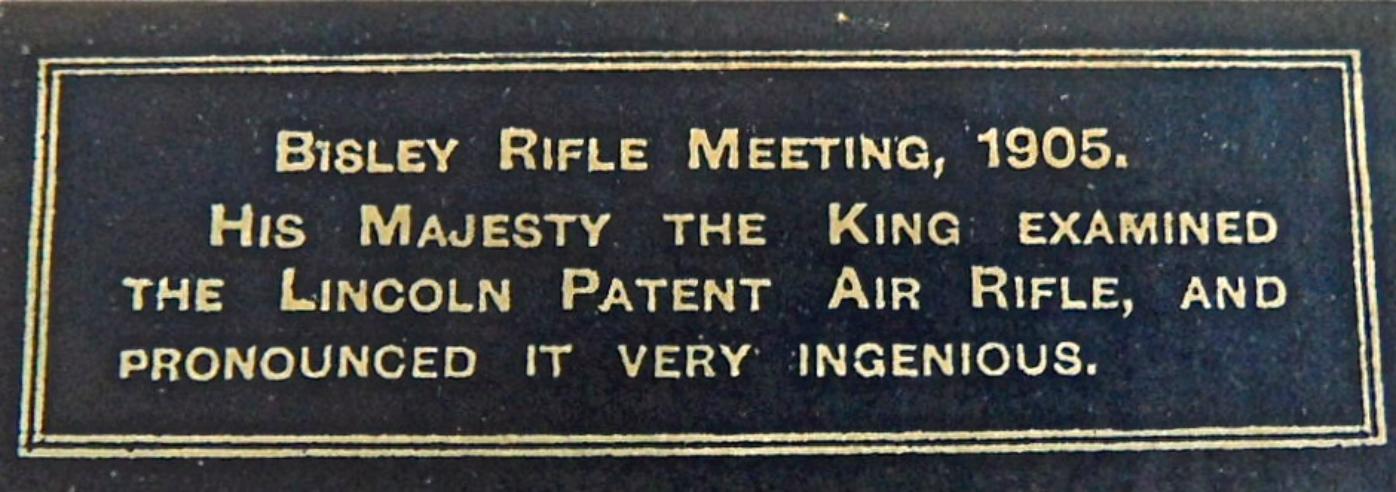 Bisley Rifle Meeting, 1905.
His Majesty the King examined
the Lincoln Patent Air Rifle, and
pronounced it very ingenious.